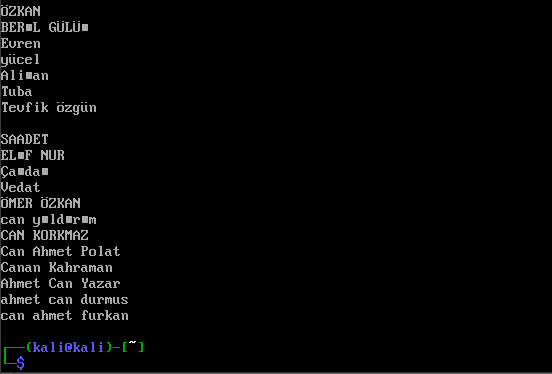 ÖZKAN
BER■L GÜLÜ■
Evren
yücel
Ali■an
Tuba
Tevfik özgün
SAADET
EL■F NUR
Ça■da■
Vedat
ÖMER ÖZKAN
can y■ld■r■m
CAN KORKMAZ
Can Ahmet Polat
Canan Kahraman
Ahmet Can Yazar
ahmet can durmus
can ahmet furkan
┌──(kali@kali)-[~]
└─$